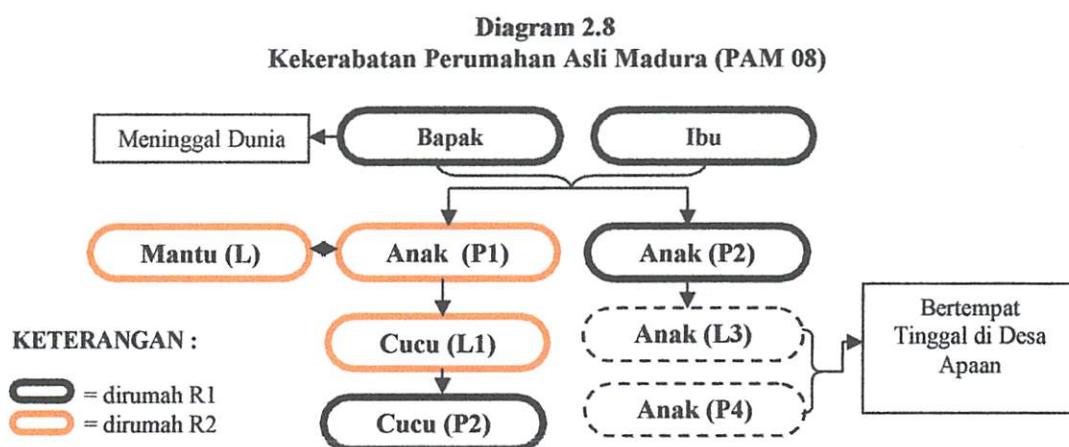 Diagram 2.8
Kekerabatan Perumahan Asli Madura (PAM 08)
Meninggal Dunia
Bapak
Ibu
Mantu (L)
Anak (P1)
Anak (P2)
Cucu (L1)
Anak (L3)
Bertempat
Tinggal di Desa
Apaan
KETERANGAN :
= dirumah R1
= dirumah R2
Cucu (P2)
Anak (P4)